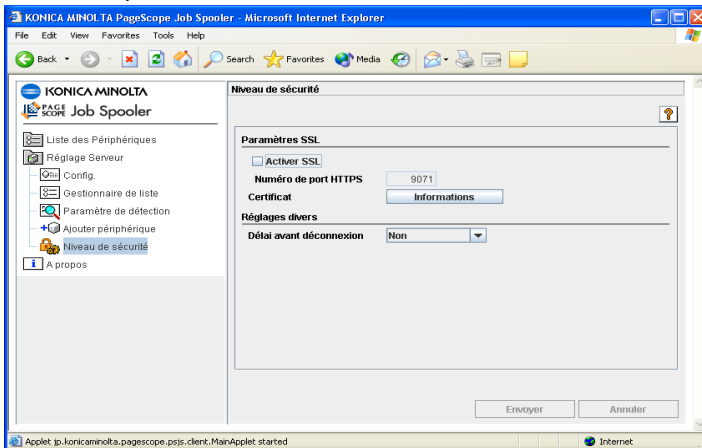 KONICA MINOLTA PageScope Job Spooler - Microsoft Internet Explorer
File Edit View Favorites Tools Help
Back Search Favorites Media
KONICA MINOLTA
PAGE SCOPE Job Spooler
Liste des Périphériques
Réglage Serveur
Config.
Gestionnaire de liste
Paramètre de détection
Ajouter périphérique
Niveau de sécurité
A propos
Niveau de sécurité
Paramètres SSL
Activer SSL
Numéro de port HTTPS 9071
Certificat Informations
Réglages divers
Délai avant déconnexion Non
Envoyer Annuler
Applet jp.konicaminolta.pagescope.psjs.client.MainApplet started Internet